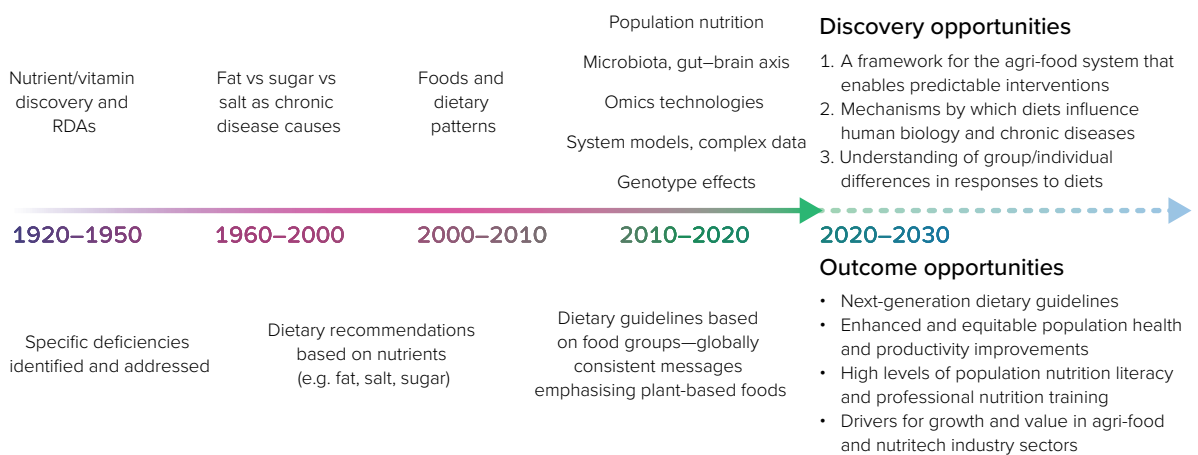 Nutrient/vitamin
discovery and
RDAs
Fat vs sugar vs
salt as chronic
disease causes
Foods and
dietary
patterns
Population nutrition
Microbiota, gut–brain axis
Omics technologies
System models, complex data
Genotype effects
Discovery opportunities
1. A framework for the agri-food system that
enables predictable interventions
2. Mechanisms by which diets influence
human biology and chronic diseases
3. Understanding of group/individual
differences in responses to diets
1920–1950
1960–2000
2000–2010
2010–2020
2020–2030
Specific deficiencies
identified and addressed
Dietary recommendations
based on nutrients
(e.g. fat, salt, sugar)
Dietary guidelines based
on food groups—globally
consistent messages
emphasising plant-based foods
Outcome opportunities
• Next-generation dietary guidelines
• Enhanced and equitable population health
and productivity improvements
• High levels of population nutrition literacy
and professional nutrition training
• Drivers for growth and value in agri-food
and nutritech industry sectors